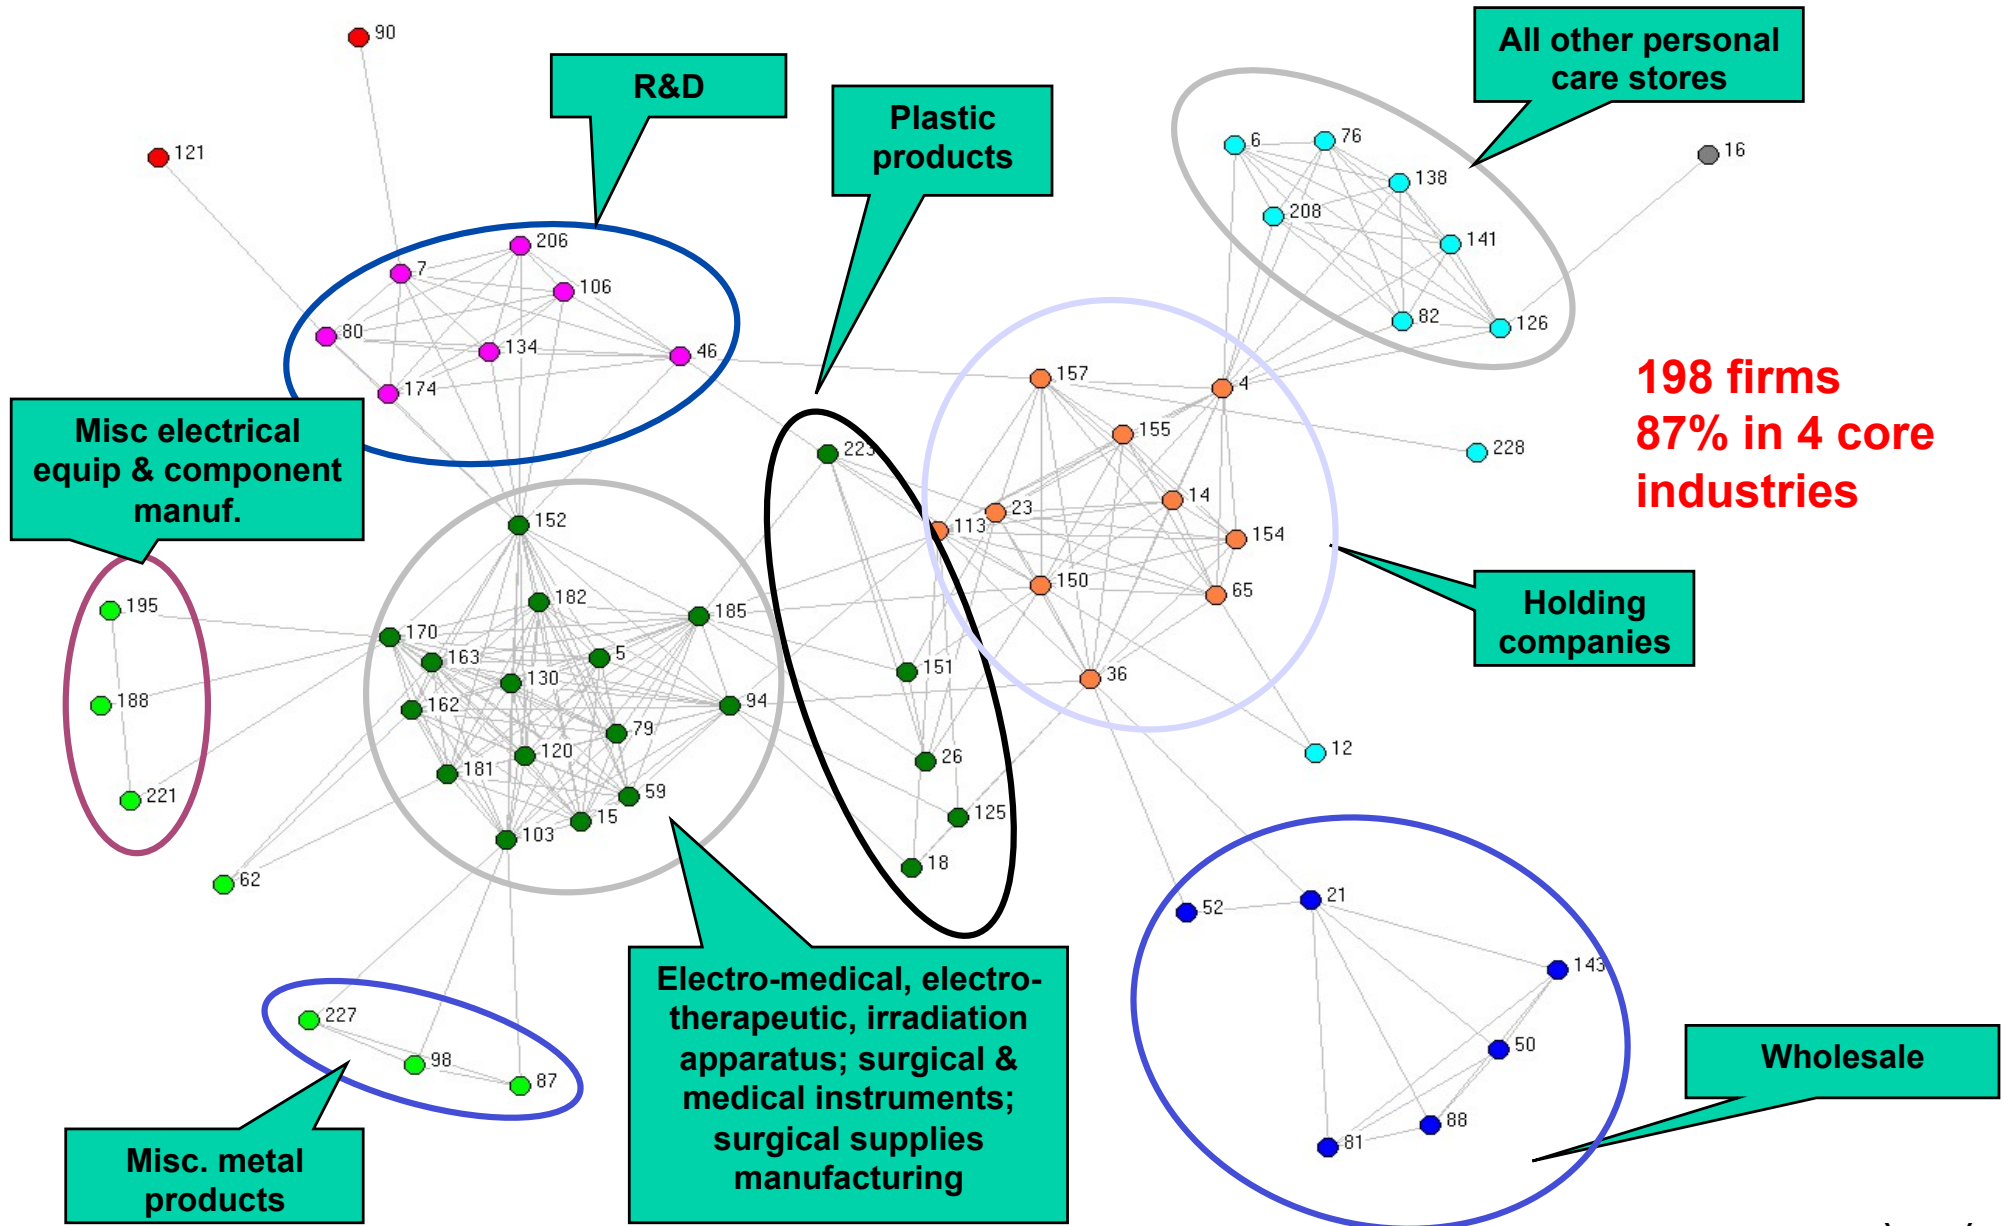 90
All other personal
care stores
R&D
Plastic
products
121
6
76
16
138
208
141
206
7
106
126
82
80
134
46
174
157
4
198 firms
87% in 4 core
industries
Misc electrical
equip & component
manuf.
155
228
223
14
23
113
152
154
150
65
Holding
companies
182
195
185
170
163
5
151
130
36
188
94
162
79
12
120
26
181
221
59
15
125
103
18
62
21
52
Electro-medical, electro-
therapeutic, irradiation
apparatus; surgical &
medical instruments;
surgical supplies
manufacturing
143
227
50
Wholesale
98
87
88
81
Misc. metal
products